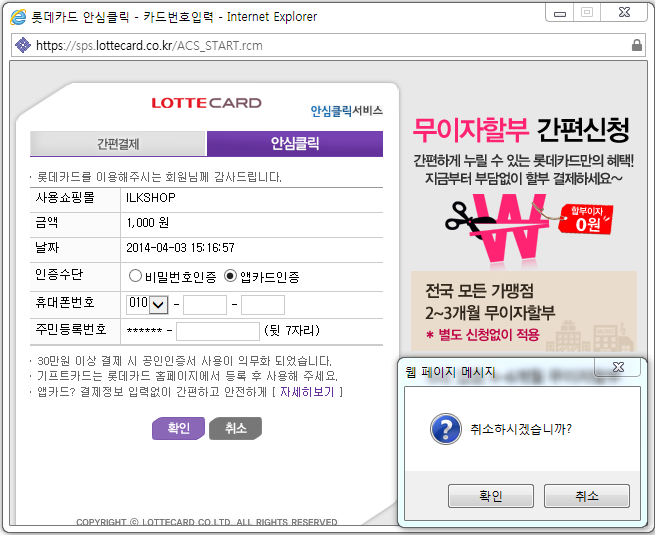 롯데카드 안심클릭 - 카드번호입력 - Internet Explorer
https://sps.lottecard.co.kr/ACS_START.rcm
LOTTE CARD
안심클릭서비스
간편결제
안심클릭
롯데카드를 이용해주시는 회원님께 감사드립니다.
사용쇼핑몰 ILKSHOP
금액 1,000 원
날짜 2014-04-03 15:16:57
인증수단 비밀번호인증 앱카드인증
휴대폰번호 010 - -
주민등록번호 ****** - (뒷 7자리)
30만원 이상 결제 시 공인인증서 사용이 의무화 되었습니다.
기프트카드는 롯데카드 홈페이지에서 등록 후 사용해 주세요.
앱카드? 결제정보 입력없이 간편하고 안전하게 [ 자세히보기 ]
확인 취소
COPYRIGHT ⓒ LOTTECARD CO.LTD. ALL RIGHTS RESERVED
무이자할부 간편신청
간편하게 누릴 수 있는 롯데카드만의 혜택!
지금부터 부담없이 할부 결제하세요~
할부이자
0원
전국 모든 가맹점
2~3개월 무이자할부
* 별도 신청없이 적용
웹 페이지 메시지
취소하시겠습니까?
확인 취소